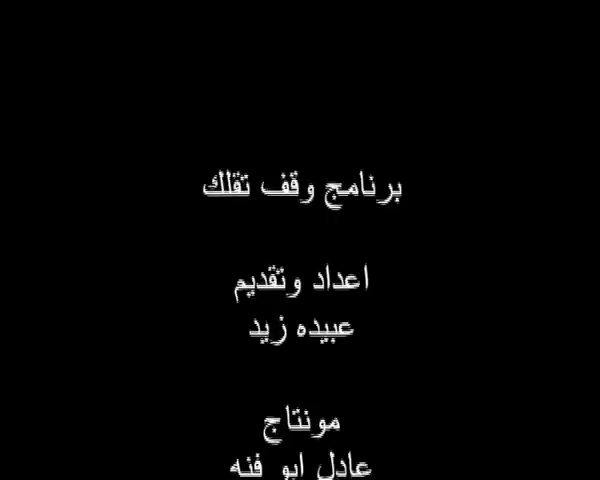 برنامج وقف تقلك
اعداد وتقديم
عبيده زيد
مونتاج
عادل ابو فنه